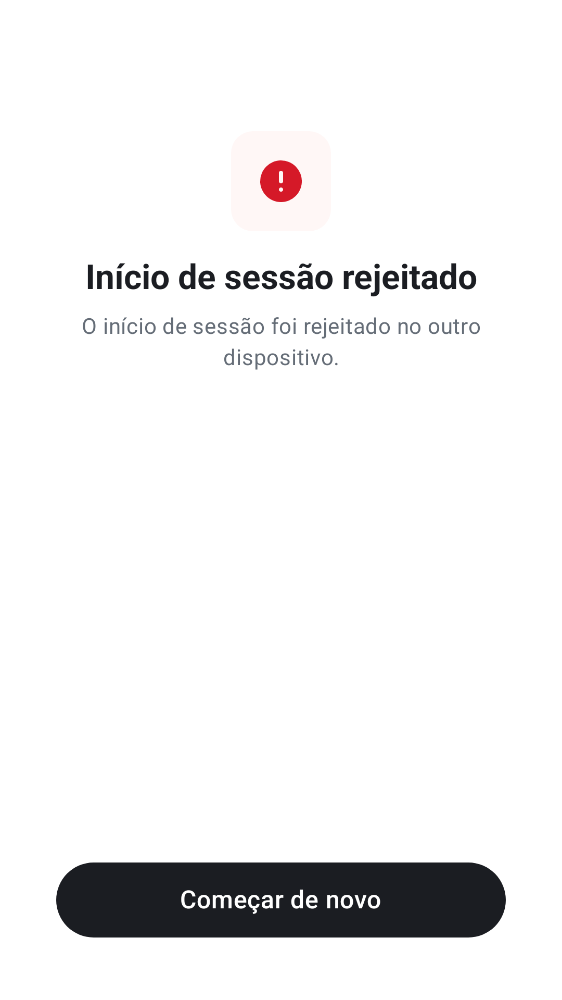 Início de sessão rejeitado
O início de sessão foi rejeitado no outro
dispositivo.
Começar de novo